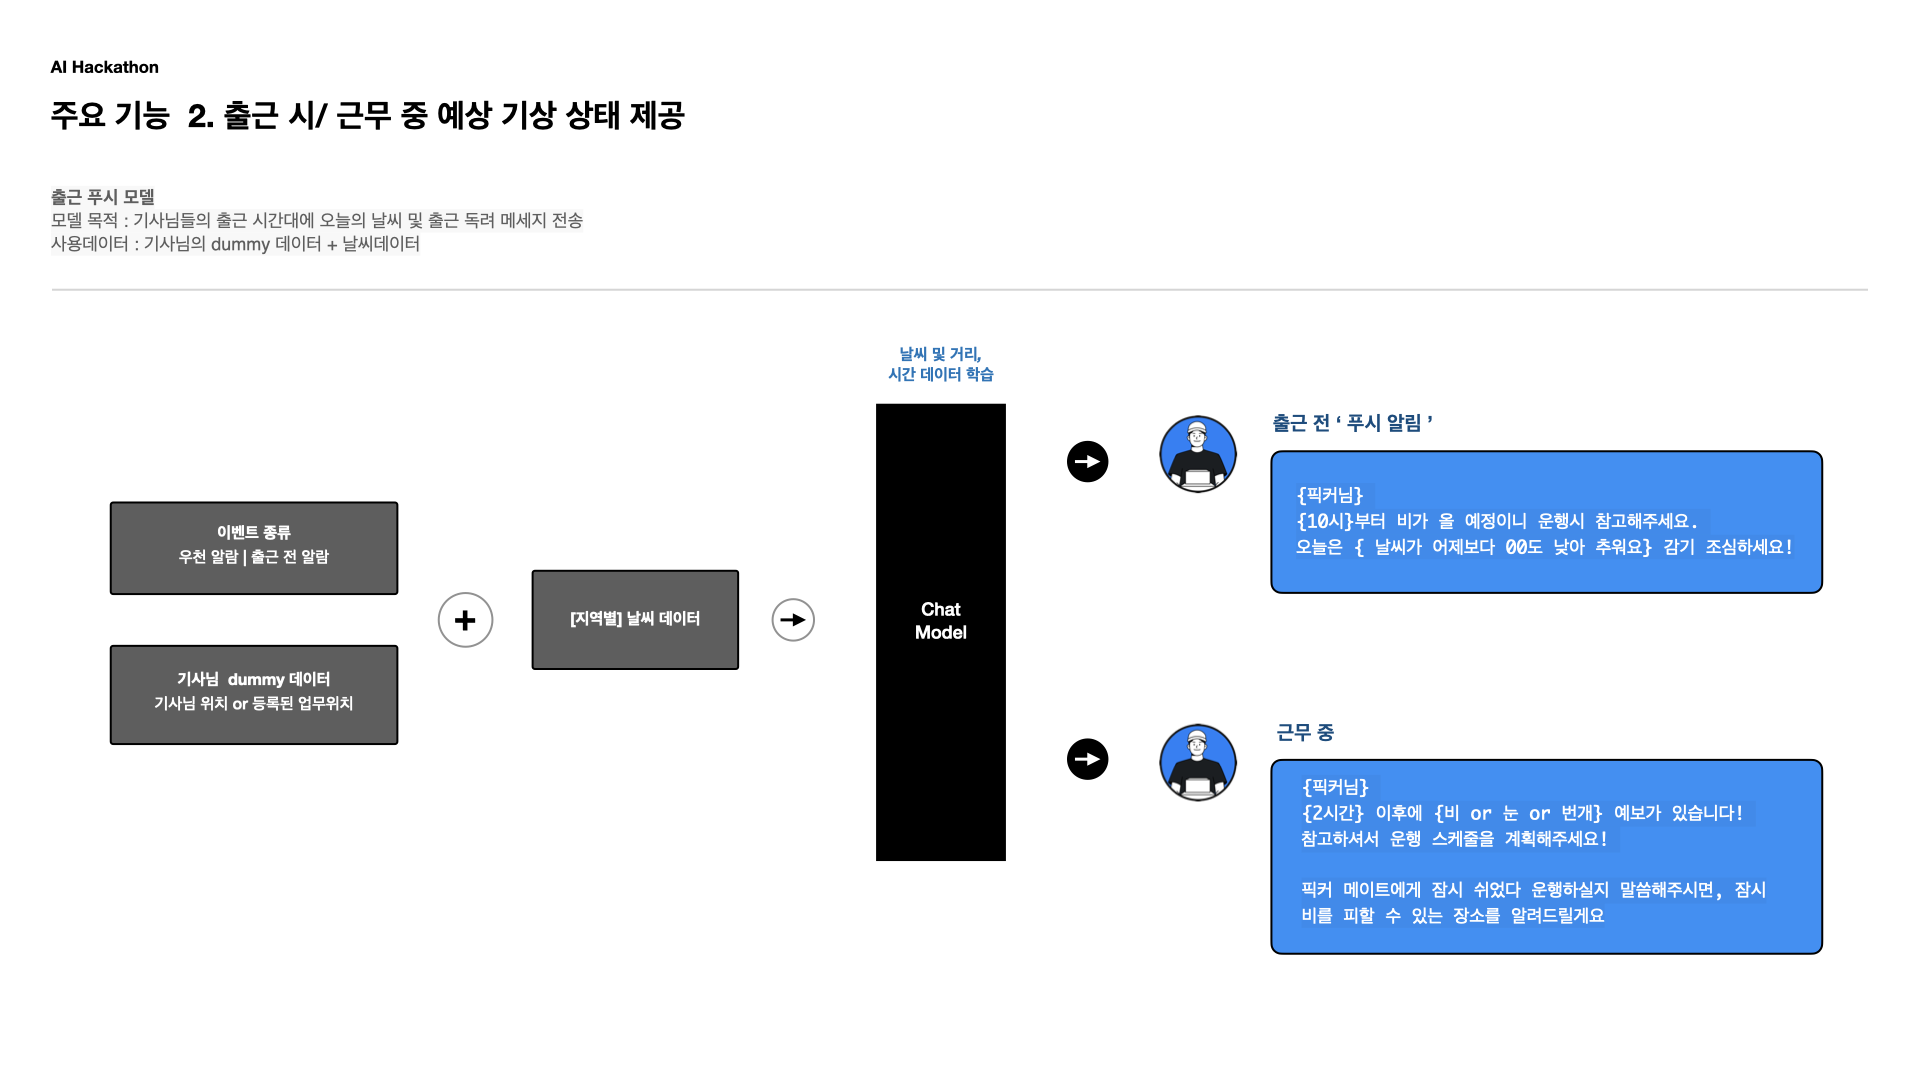 AI Hackathon
주요 기능  2. 출근 시/ 근무 중 예상 기상 상태 제공
출근 푸시 모델
모델 목적 : 기사님들의 출근 시간대에 오늘의 날씨 및 출근 독려 메세지 전송
사용데이터 : 기사님의 dummy 데이터 + 날씨데이터
이벤트 종류
우천 알람 | 출근 전 알람
기사님  dummy 데이터
기사님 위치 or 등록된 업무위치
+
[지역별] 날씨 데이터
날씨 및 거리,
시간 데이터 학습
Chat
Model
출근 전 ‘ 푸시 알림 ’
{픽커님}
{10시}부터 비가 올 예정이니 운행시 참고해주세요.
오늘은 { 날씨가 어제보다 00도 낮아 추워요} 감기 조심하세요!
근무 중
{픽커님}
{2시간} 이후에 {비 or 눈 or 번개} 예보가 있습니다!
참고하셔서 운행 스케줄을 계획해주세요!
픽커 메이트에게 잠시 쉬었다 운행하실지 말씀해주시면, 잠시
비를 피할 수 있는 장소를 알려드릴게요